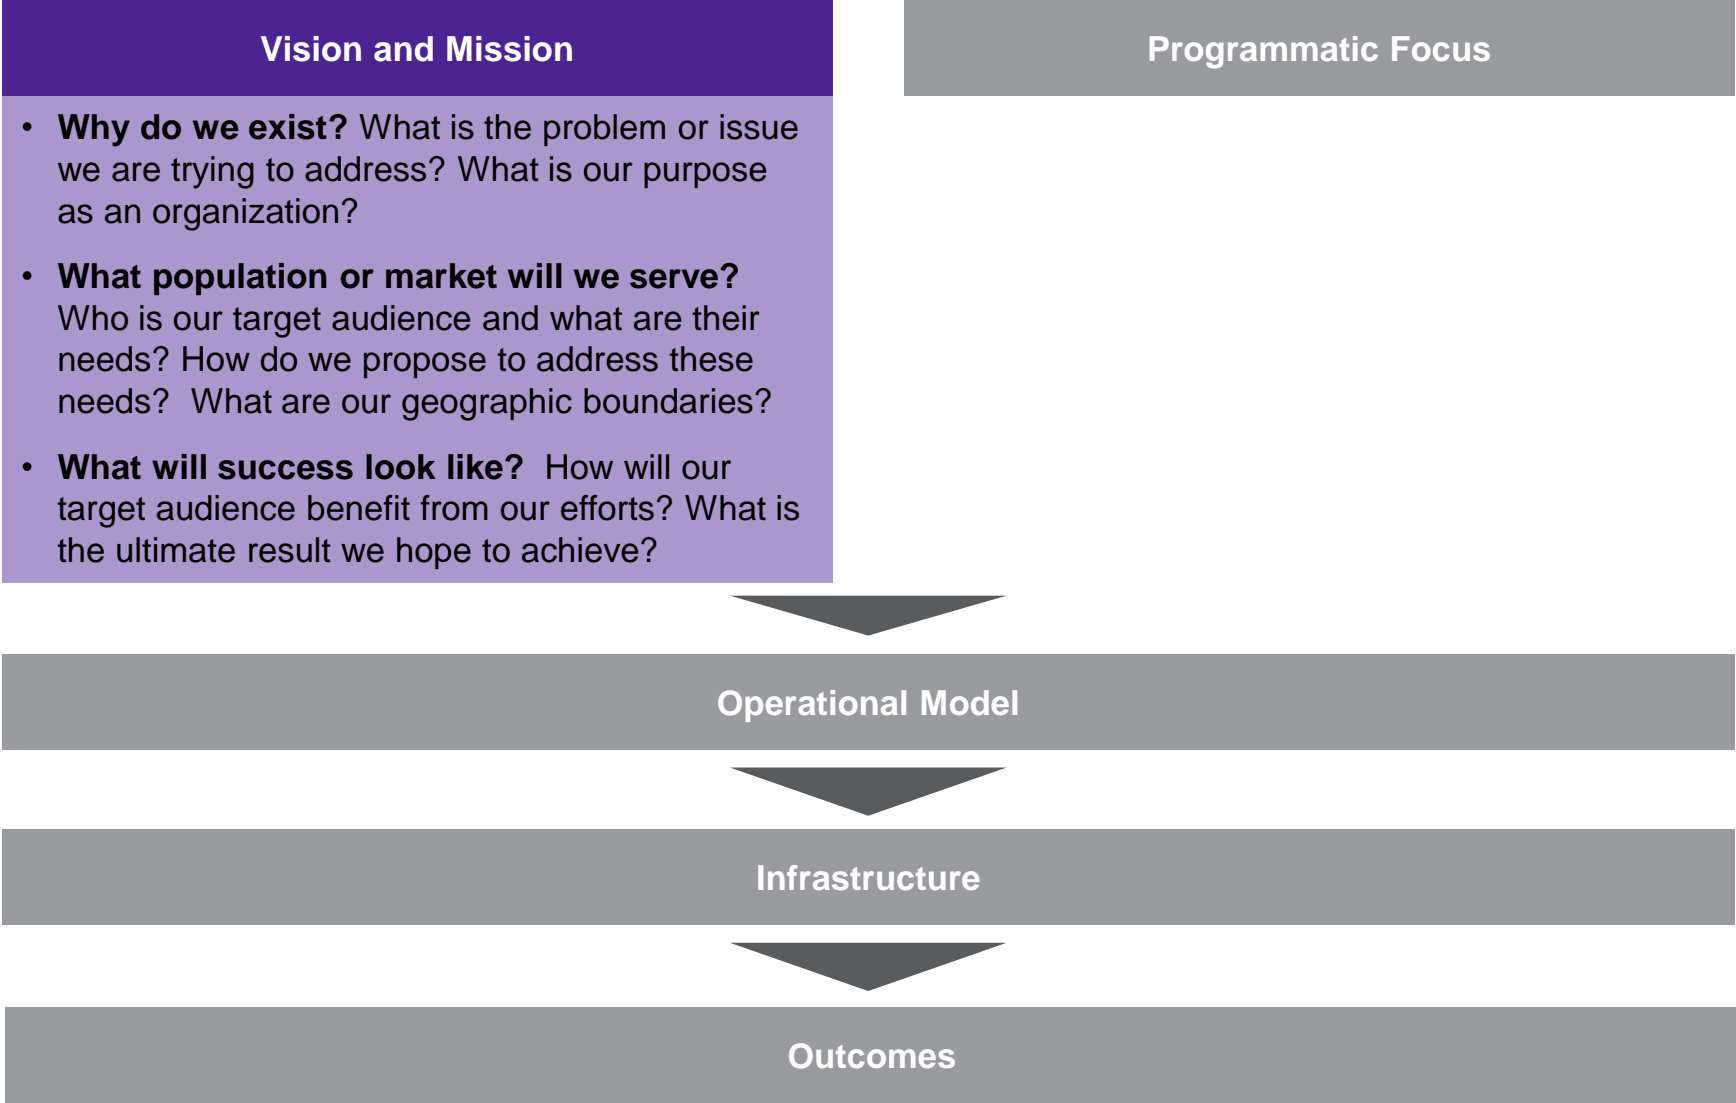 Vision and Mission
Programmatic Focus
• Why do we exist? What is the problem or issue
we are trying to address? What is our purpose
as an organization?
• What population or market will we serve?
Who is our target audience and what are their
needs? How do we propose to address these
needs?  What are our geographic boundaries?
• What will success look like?  How will our
target audience benefit from our efforts? What is
the ultimate result we hope to achieve?
Operational Model
Infrastructure
Outcomes